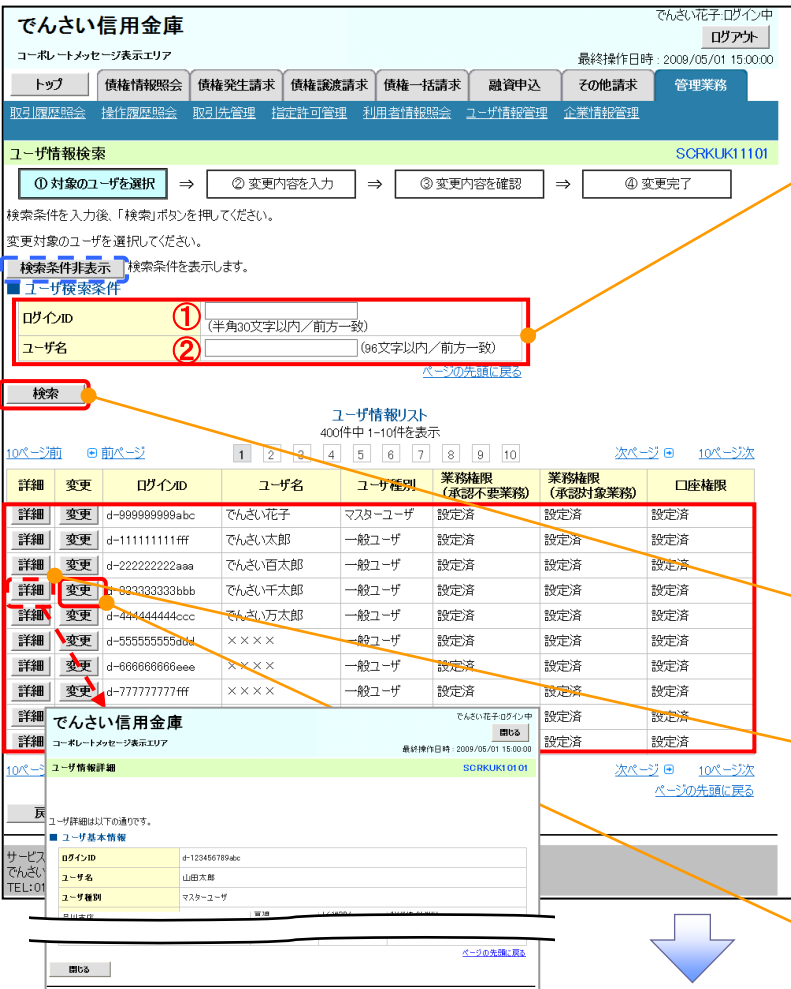 でんさい信用金庫
でんさい花子:ログイン中
ログアウト
コーポレートメッセージ表示エリア
最終操作日時 : 2009/05/01 15:00:00
トップ 債権情報照会 債権発生請求 債権譲渡請求 債権一括請求 融資申込 その他請求 管理業務
取引履歴照会 操作履歴照会 取引先管理 指定許可管理 利用者情報照会 ユーザ情報管理 企業情報管理
ユーザ情報検索 SCRKUK11101
① 対象のユーザを選択 ⇒ ② 変更内容を入力 ⇒ ③ 変更内容を確認 ⇒ ④ 変更完了
検索条件を入力後、「検索」ボタンを押してください。
変更対象のユーザを選択してください。
検索条件非表示 検索条件を表示します。
■ ユーザ検索条件
ログインID ① (半角30文字以内／前方一致)
ユーザ名 ② (96文字以内／前方一致)
ページの先頭に戻る
検索
ユーザ情報リスト
400件中 1-10件を表示
10ページ前 前ページ 1 2 3 4 5 6 7 8 9 10 次ページ 10ページ次
詳細 変更 ログインID ユーザ名 ユーザ種別 業務権限(承認不要業務) 業務権限(承認対象業務) 口座権限
詳細 変更 d-999999999abc でんさい花子 マスターユーザ 設定済 設定済 設定済
詳細 変更 d-111111111fff でんさい太郎 一般ユーザ 設定済 設定済 設定済
詳細 変更 d-222222222aaa でんさい百太郎 一般ユーザ 設定済 設定済 設定済
詳細 変更 d-333333333bbb でんさい千太郎 一般ユーザ 設定済 設定済 設定済
詳細 変更 d-444444444ccc でんさい万太郎 一般ユーザ 設定済 設定済 設定済
詳細 変更 d-555555555ddd ×××× 一般ユーザ 設定済 設定済 設定済
詳細 変更 d-666666666eee ×××× 一般ユーザ 設定済 設定済 設定済
詳細 変更 d-777777777fff ×××× 一般ユーザ 設定済 設定済 設定済
詳細 設定済 設定済
詳細 設定済 設定済
次ページ 10ページ次
ページの先頭に戻る
戻
サービス
でんさい
TEL:01
でんさい信用金庫
でんさい花子:ログイン中
閉じる
コーポレートメッセージ表示エリア
最終操作日時 : 2009/05/01 15:00:00
ユーザ情報詳細 SCRKUK10101
ユーザ詳細は以下の通りです。
■ ユーザ基本情報
ログインID d-123456789abc
ユーザ名 山田太郎
ユーザ種別 マスターユーザ
ページの先頭に戻る
閉じる